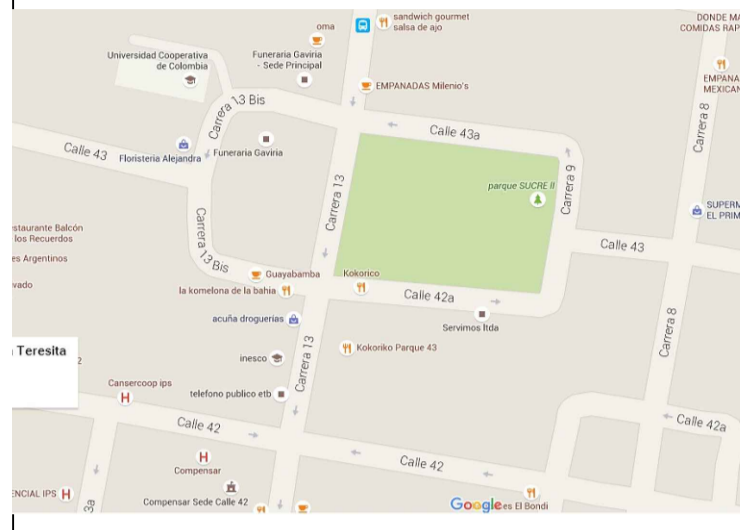 sandwich gourmet
salsa de ajo
DONDE MA
COMIDAS RAP
oma
Universidad Cooperativa
de Colombia
Funeraria Gaviria
- Sede Principal
EMPANADAS Milenio's
EMPANA
MEXICAN
Carrera 13 Bis
Calle 43a
Carrera 8
Calle 43
Floristeria Alejandra
Funeraria Gaviria
Carrera 13
parque SUCRE II
Carrera 9
SUPERM
EL PRIM
staurante Balcón
los Recuerdos
es Argentinos
vado
Carrera 13 Bis
Calle 43
Guayabamba
Kokorico
la komelona de la bahia
Calle 42a
Servimos ltda
acuña droguerias
Carrera 8
Teresita
inesco
Carrera 13
Kokoriko Parque 43
2
Cansercoop ips
H
telefono publico etb
Calle 42
Calle 42a
H
Compensar
Calle 42
ENCIAL IPS
H
3a
Compensar Sede Calle 42
Google
es El Bondi